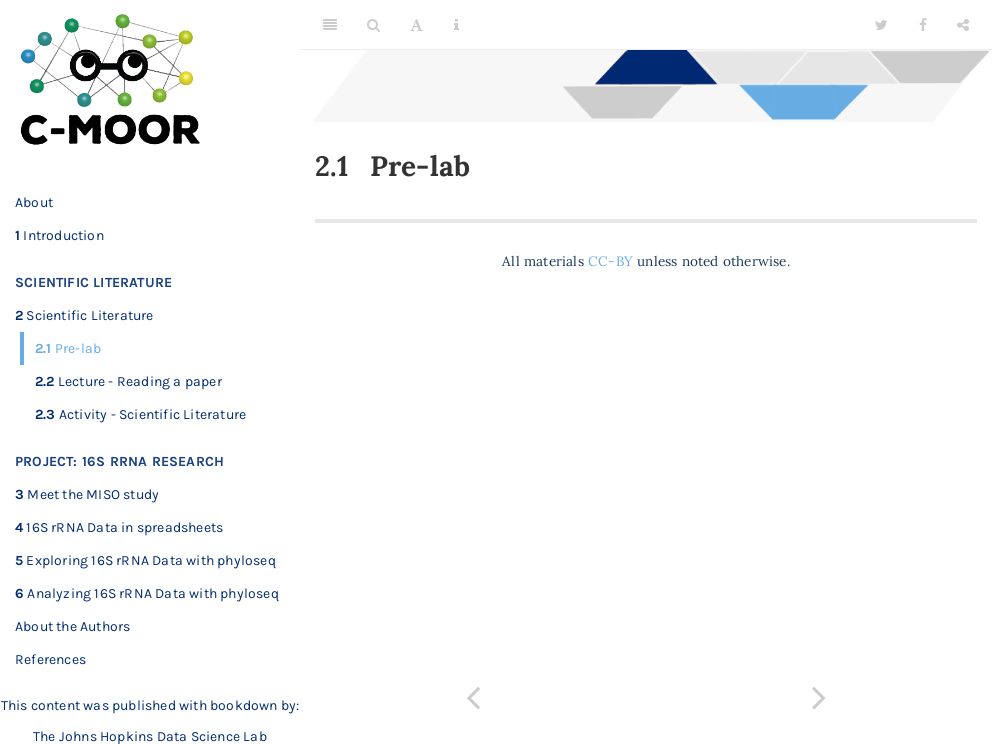 C-MOOR
About
1 Introduction
SCIENTIFIC LITERATURE
2 Scientific Literature
2.1 Pre-lab
2.2 Lecture - Reading a paper
2.3 Activity - Scientific Literature
PROJECT: 16S RRNA RESEARCH
3 Meet the MISO study
4 16S rRNA Data in spreadsheets
5 Exploring 16S rRNA Data with phyloseq
6 Analyzing 16S rRNA Data with phyloseq
About the Authors
References
This content was published with bookdown by:
The Johns Hopkins Data Science Lab
2.1 Pre-lab
All materials CC-BY unless noted otherwise.